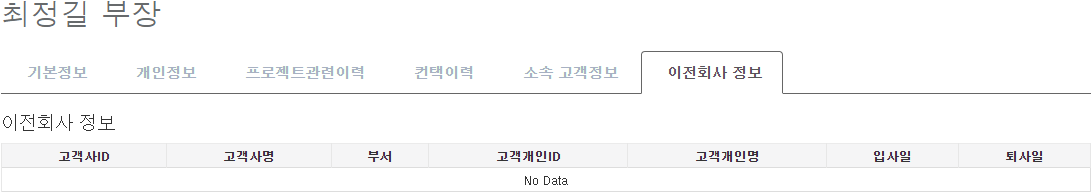 최정길 부장
기본정보 개인정보 프로젝트관련이력 컨택이력 소속 고객정보 이전회사 정보
이전회사 정보
고객사ID 고객사명 부서 고객개인ID 고객개인명 입사일 퇴사일
No Data